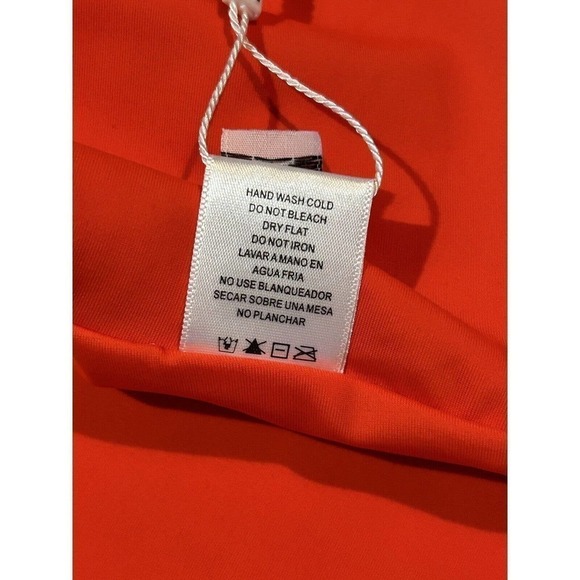 HAND WASH COLD
DO NOT BLEACH
DRY FLAT
DO NOT IRON
LAVAR A MANO EN
AGUA FRIA
NO USE BLANQUEADOR
SECAR SOBRE UNA MESA
NO PLANCHAR